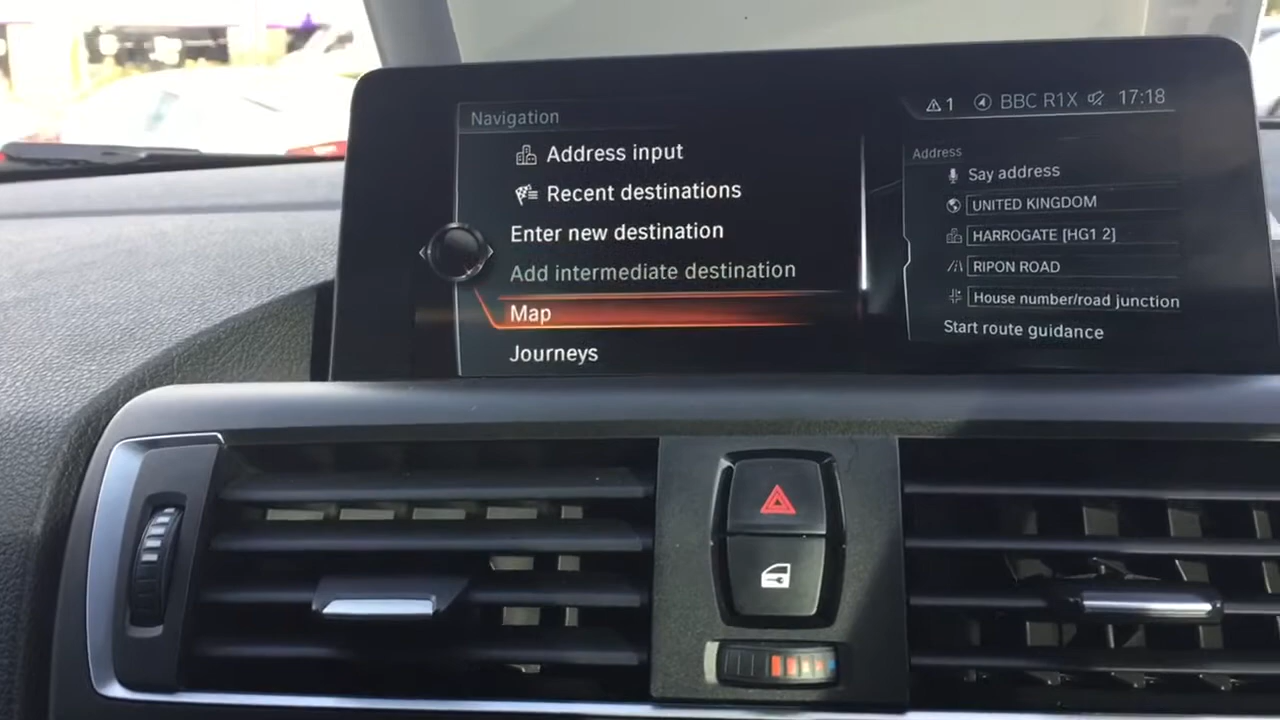 Navigation
Address input
Recent destinations
Enter new destination
Add intermediate destination
Map
Journeys
1 BBC R1X 17:18
Address
Say address
UNITED KINGDOM
HARROGATE [HG1 2]
RIPON ROAD
House number/road junction
Start route guidance